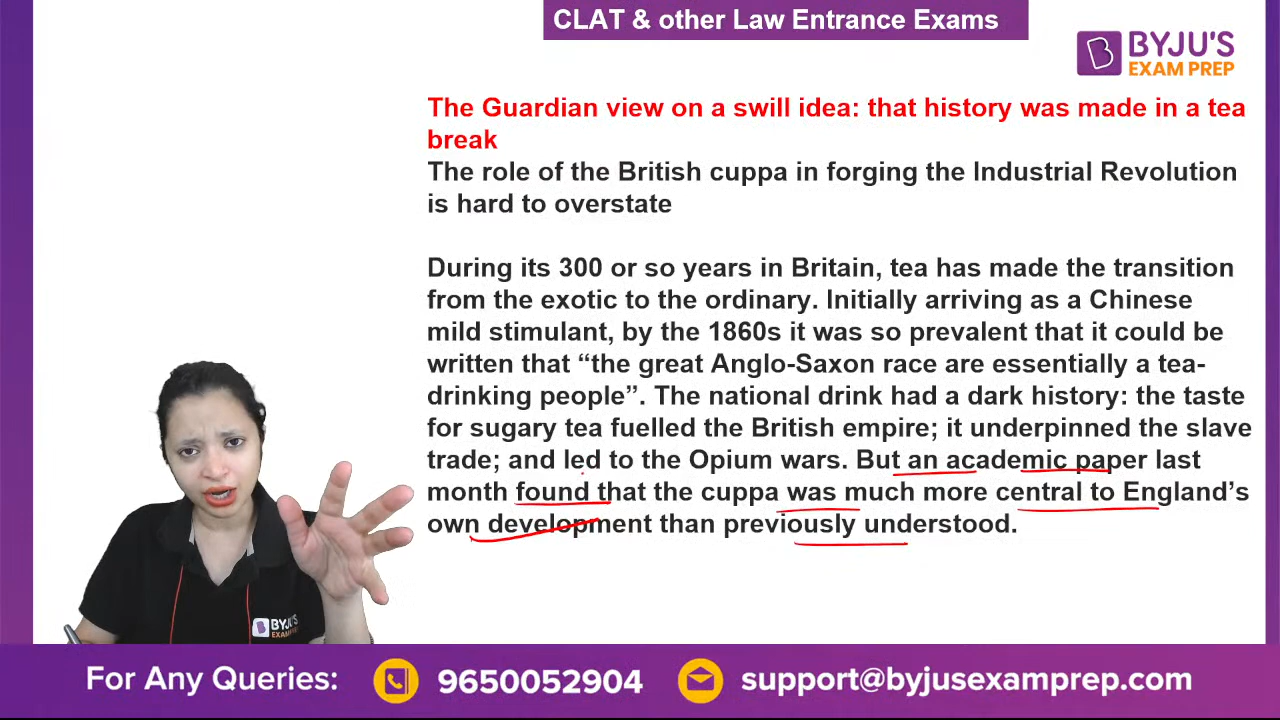 CLAT & other Law Entrance Exams
BYJU'S
EXAM PREP
The Guardian view on a swill idea: that history was made in a tea
break
The role of the British cuppa in forging the Industrial Revolution
is hard to overstate
During its 300 or so years in Britain, tea has made the transition
from the exotic to the ordinary. Initially arriving as a Chinese
mild stimulant, by the 1860s it was so prevalent that it could be
written that “the great Anglo-Saxon race are essentially a tea-
drinking people”. The national drink had a dark history: the taste
for sugary tea fuelled the British empire; it underpinned the slave
trade; and led to the Opium wars. But an academic paper last
month found that the cuppa was much more central to England’s
own development than previously understood.
BYJU'S
EXAM PREP
For Any Queries:
9650052904
support@byjusexamprep.com